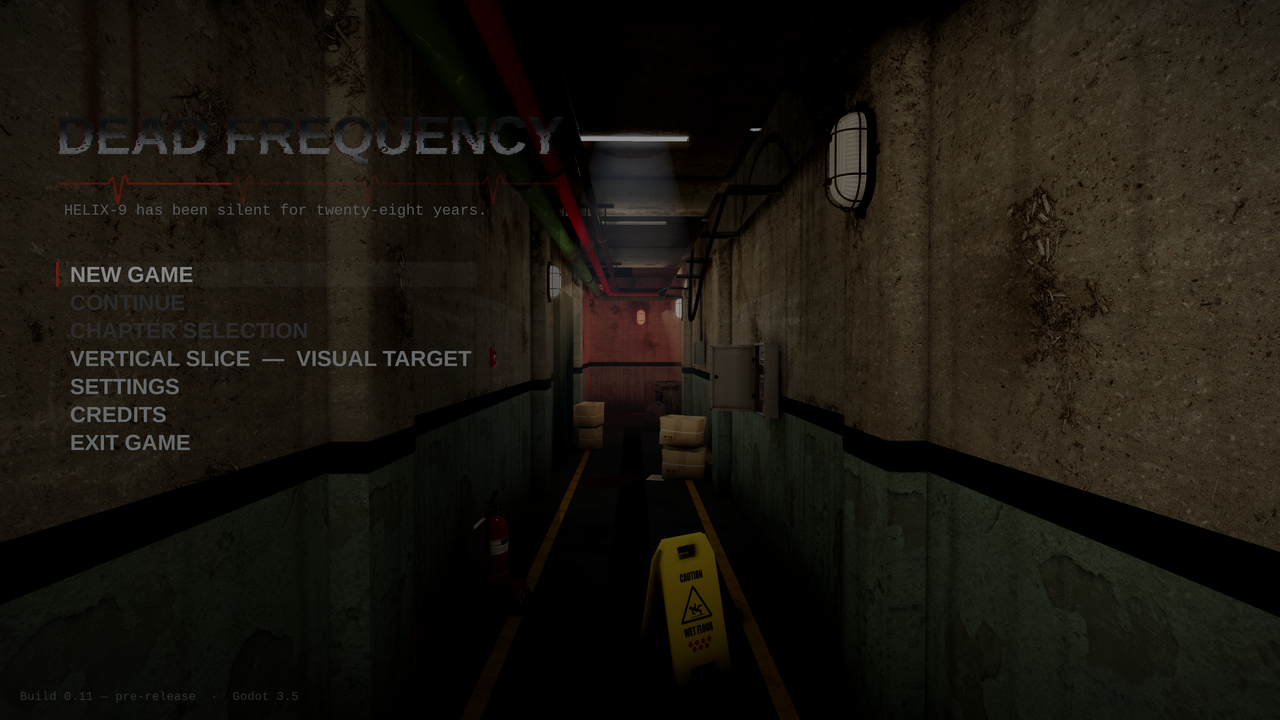 DEAD FREQUENCY
HELIX-9 has been silent for twenty-eight years.
NEW GAME
CONTINUE
CHAPTER SELECTION
VERTICAL SLICE — VISUAL TARGET
SETTINGS
CREDITS
EXIT GAME
CAUTION
WET FLOOR
Build 0.11 — pre-release · Godot 3.5